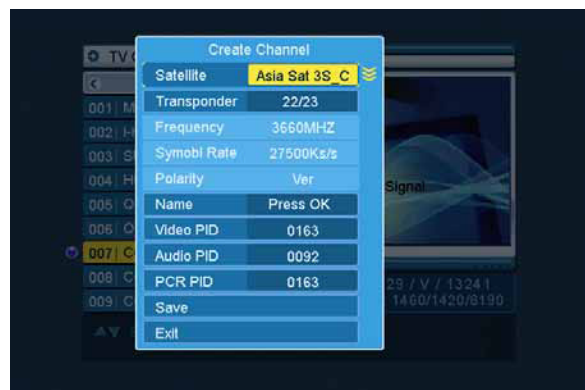 Create Channel
TV
Satellite Asia Sat 3S_C
Transponder 22/23
001 M
Frequency 3660MHZ
002
Symobl Rate 27500Ks/s
003 S
Polarity Ver
004 H
Signal
Name Press OK
005
Video PID 0163
006
Audio PID 0092
007 C
PCR PID 0163
008 C
29 / V / 13241
Save
009 C
1460/1420/8190
Exit